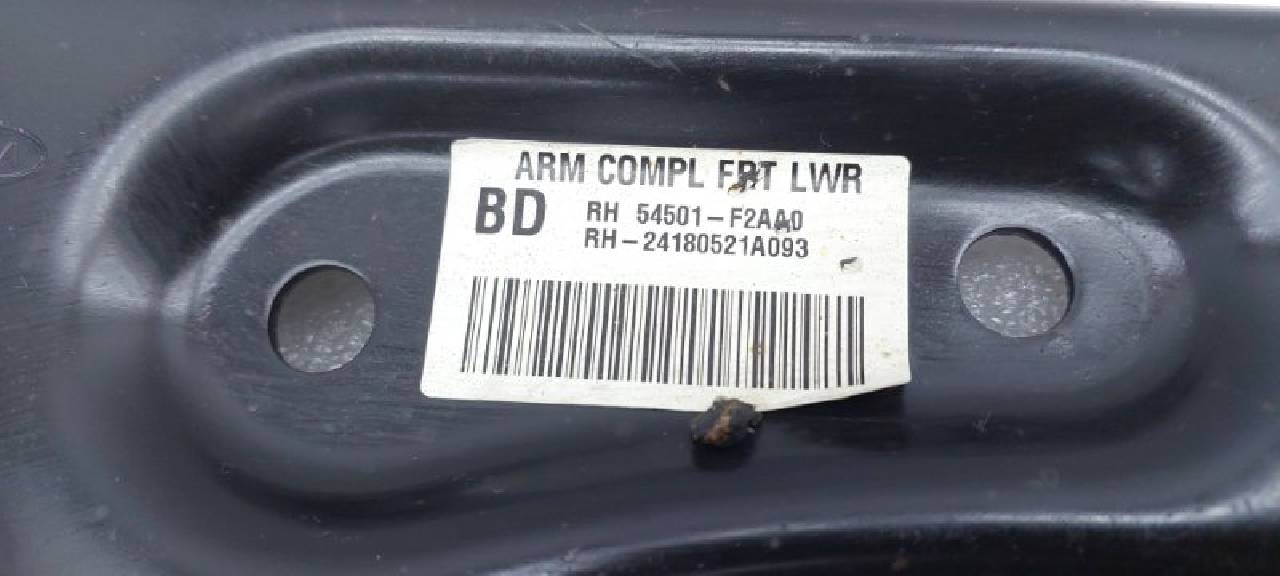 ARM COMPL FRT LWR
BD RH 54501-F2AA0
RH-24180521A093